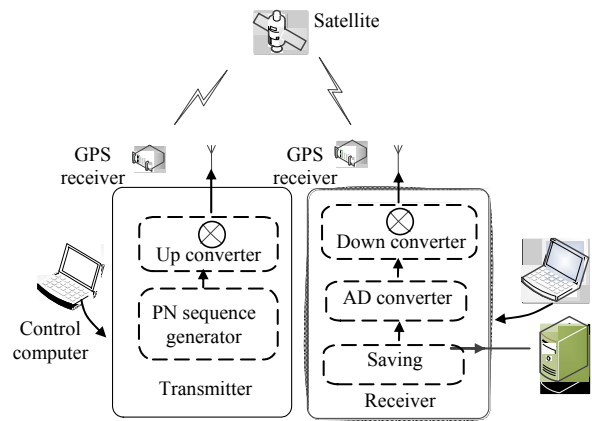 Satellite
GPS
receiver
GPS
receiver
Up converter
PN sequence
generator
Transmitter
Control
computer
Down converter
AD converter
Saving
Receiver